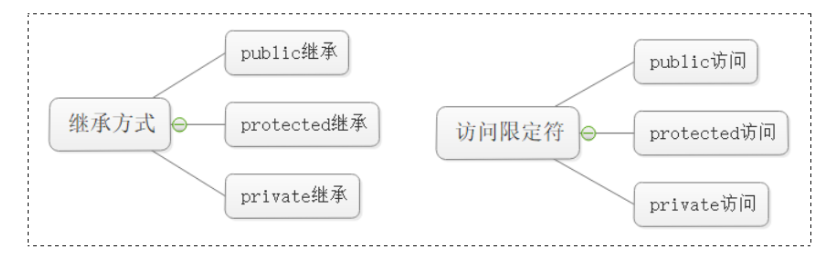 继承方式
public继承
protected继承
private继承
访问限定符
public访问
protected访问
private访问